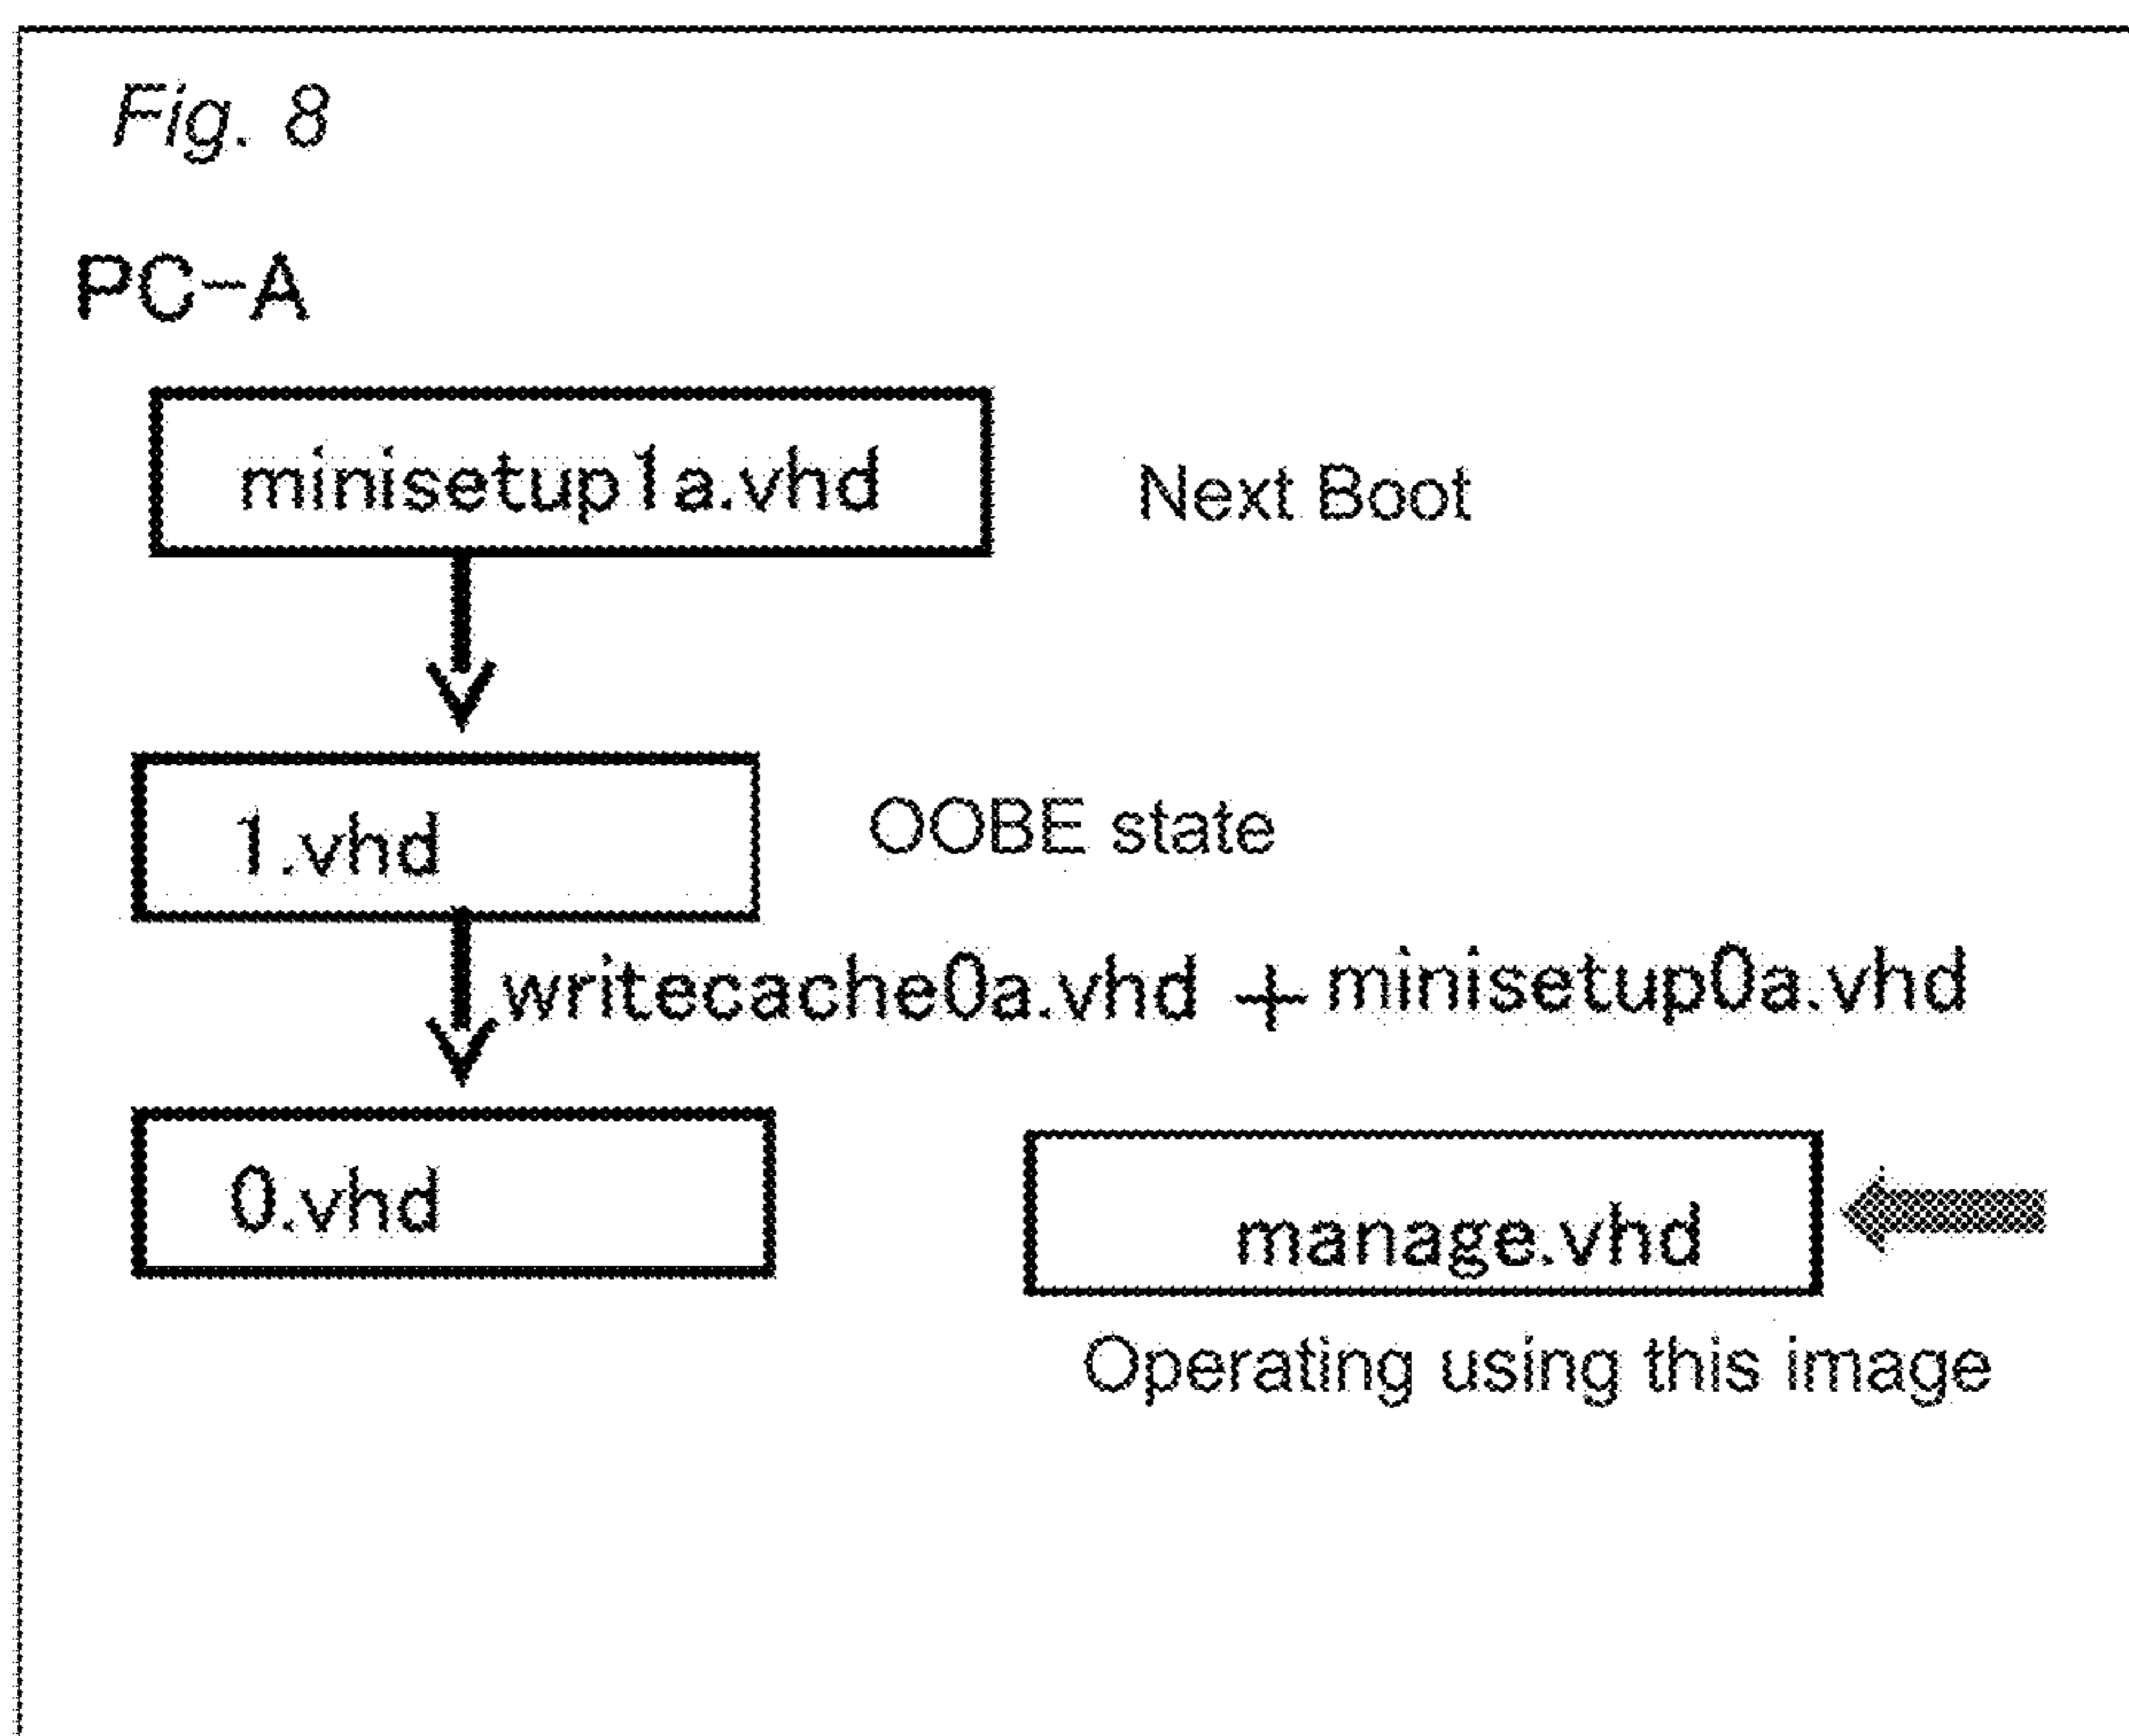 Fig. 8
PC-A
minisetup1a.vhd
Next Boot
1.vhd
OOBE state
writecache0a.vhd + minisetup0a.vhd
0.vhd
manage.vhd
Operating using this image